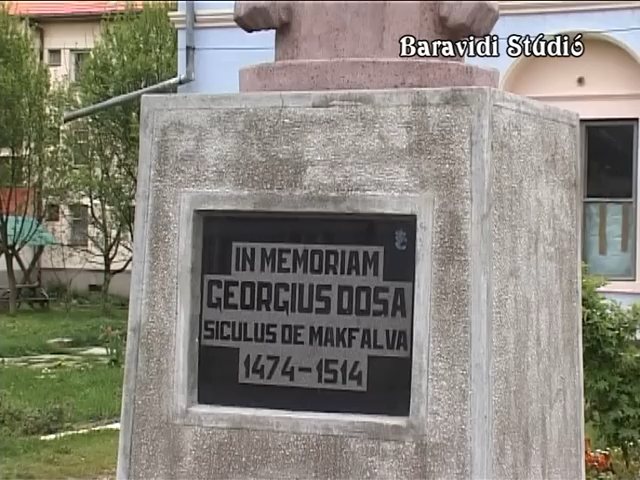 Baravidi Stúdió
IN MEMORIAM
GEORGIUS DOSA
SICULUS DE MAKFALVA
1474-1514